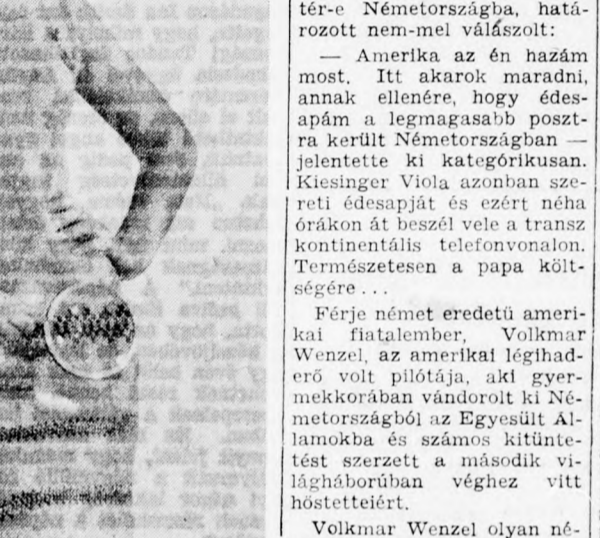 tér-e Németországba, hatá-
rozott nem-mel válászolt:
— Amerika az én hazám
most. Itt akarok maradni,
annak ellenére, hogy édes-
apám a legmagasabb poszt-
ra került Németországban —
jelentette ki kategórikusan.
Kiesinger Viola azonban sze-
reti édesapját és ezért néha
órákon át beszél vele a transz
kontinentális telefonvonalon.
Természetesen a papa költ-
ségére . . .
Férje német eredetü ameri-
kai fiatalember, Volkmar
Wenzel, az amerikai légihad-
erő volt pilótája, aki gyer-
mekkorában vándorolt ki Né-
metországból az Egyesült Ál-
lamokba és számos kitünte-
tést szerzett a második vi-
lágháborúban véghez vitt
hőstetteiért.
Volkmar Wenzel olyan né-